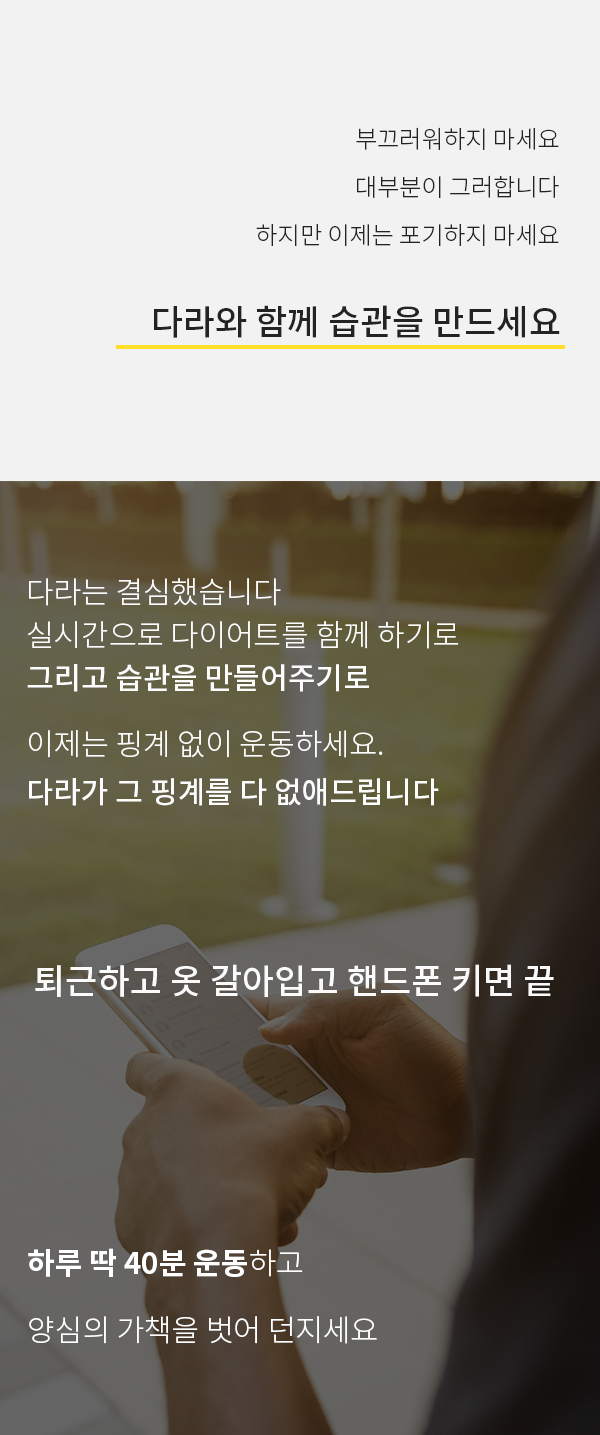 부끄러워하지 마세요
대부분이 그러합니다
하지만 이제는 포기하지 마세요
다라와 함께 습관을 만드세요
다라는 결심했습니다
실시간으로 다이어트를 함께 하기로
그리고 습관을 만들어주기로
이제는 핑계 없이 운동하세요.
다라가 그 핑계를 다 없애드립니다
퇴근하고 옷 갈아입고 핸드폰 키면 끝
하루 딱 40분 운동하고
양심의 가책을 벗어 던지세요